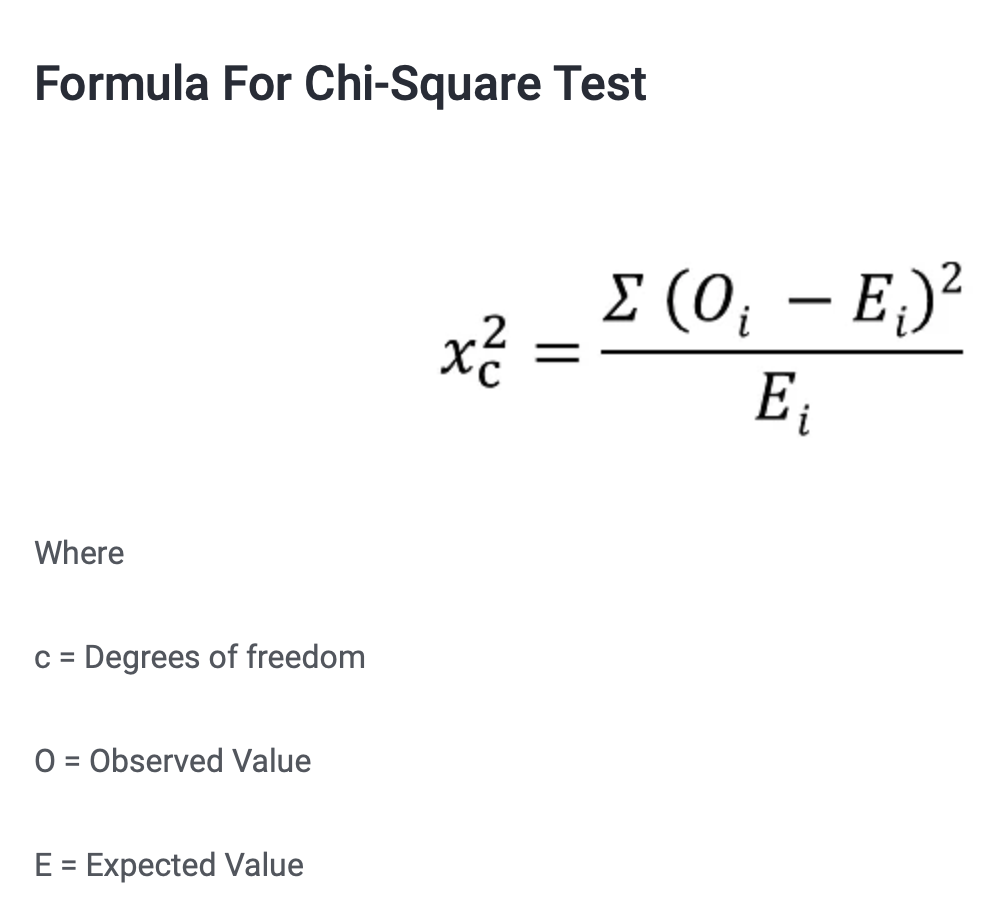 Formula For Chi-Square Test
x²c = Σ (Oᵢ − Eᵢ)² / Eᵢ
Where
c = Degrees of freedom
O = Observed Value
E = Expected Value